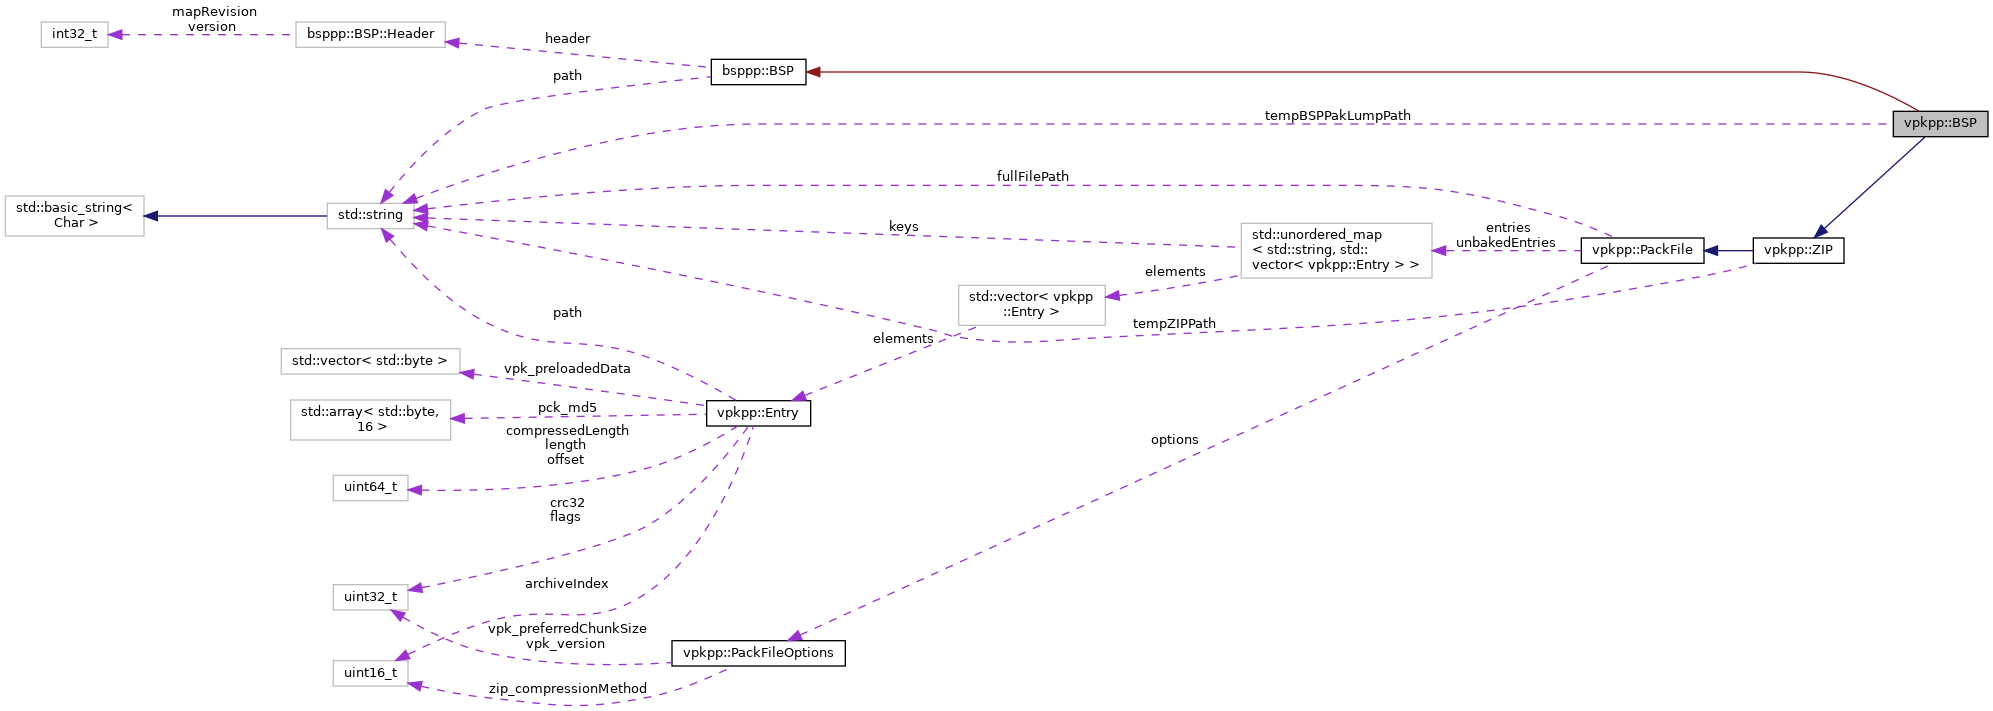 mapRevision
version
int32_t
bsppp::BSP::Header
header
bsppp::BSP
path
tempBSPPakLumpPath
vpkpp::BSP
fullFilePath
std::basic_string<
Char >
std::string
keys
std::unordered_map
< std::string, std::
vector< vpkpp::Entry > >
entries
unbakedEntries
vpkpp::PackFile
vpkpp::ZIP
elements
std::vector< vpkpp
::Entry >
path
elements
tempZIPPath
std::vector< std::byte >
vpk_preloadedData
std::array< std::byte,
16 >
pck_md5
vpkpp::Entry
compressedLength
length
offset
options
uint64_t
crc32
flags
archiveIndex
uint32_t
vpk_preferredChunkSize
vpk_version
vpkpp::PackFileOptions
uint16_t
zip_compressionMethod